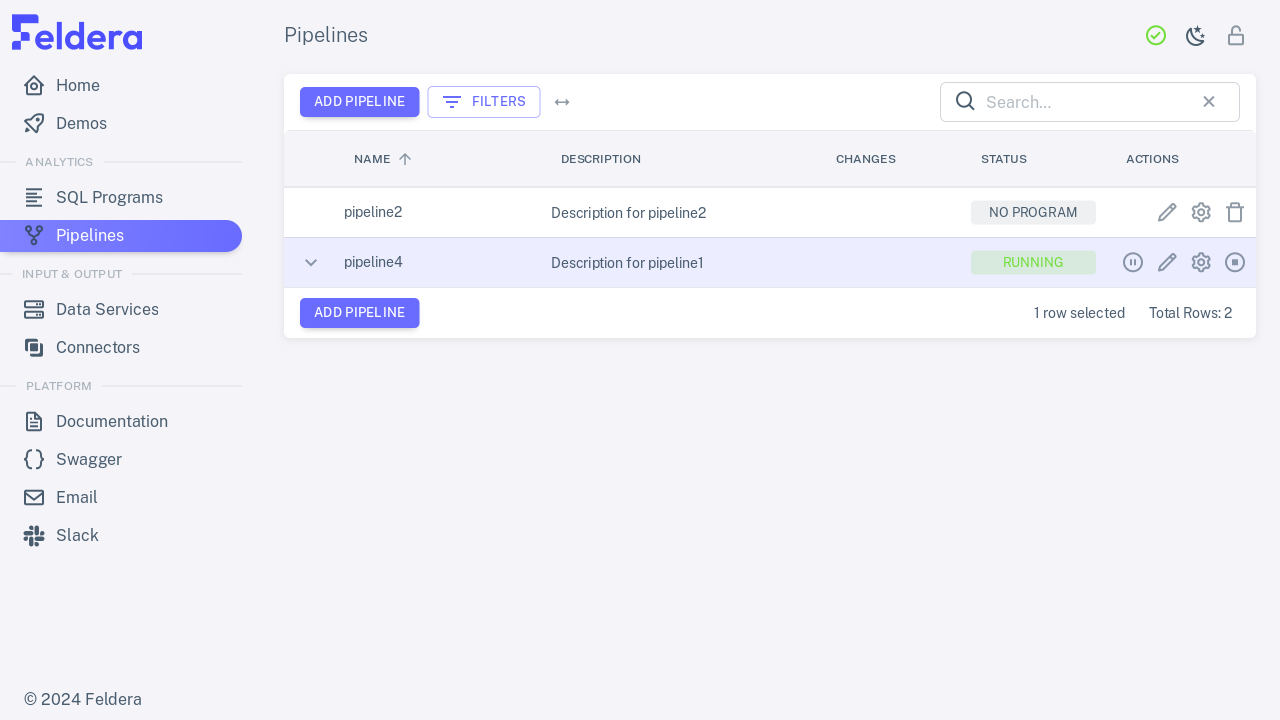 Feldera
Home
Demos
ANALYTICS
SQL Programs
Pipelines
INPUT & OUTPUT
Data Services
Connectors
PLATFORM
Documentation
Swagger
Email
Slack
© 2024 Feldera
Pipelines
ADD PIPELINE FILTERS Search...
NAME DESCRIPTION CHANGES STATUS ACTIONS
pipeline2 Description for pipeline2 NO PROGRAM
pipeline4 Description for pipeline1 RUNNING
ADD PIPELINE 1 row selected Total Rows: 2